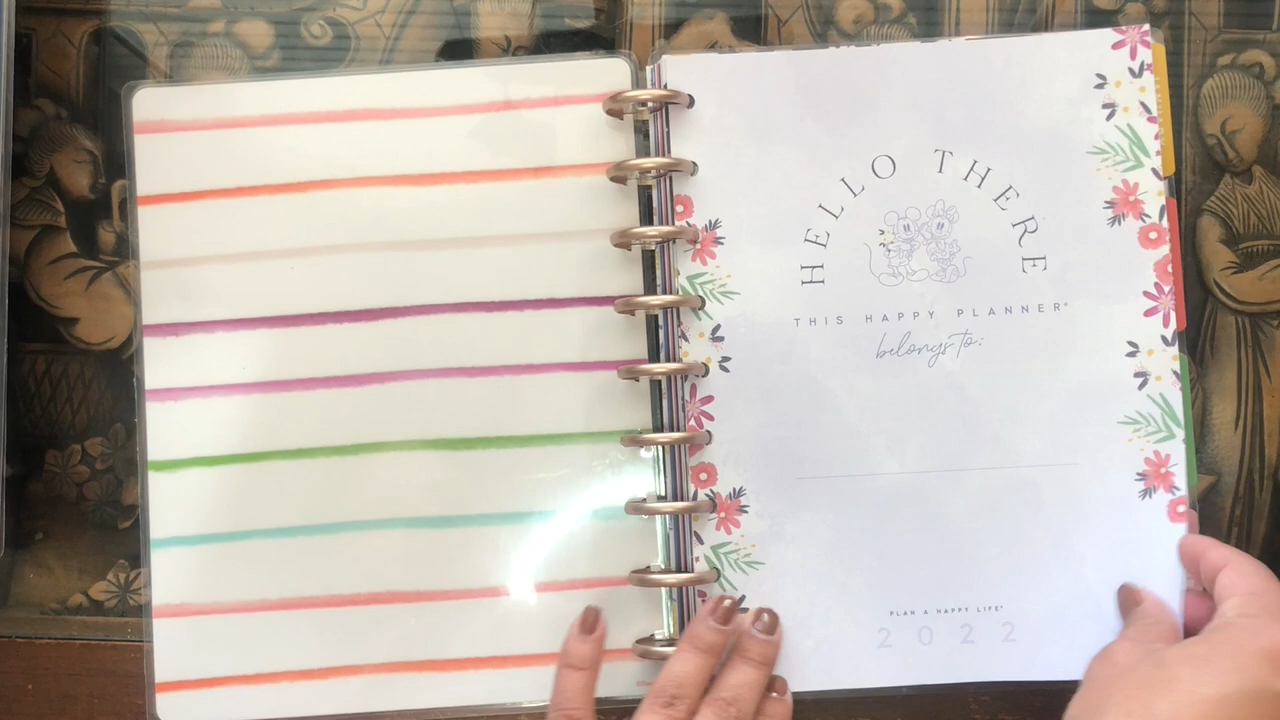 HELLO THERE
THIS HAPPY PLANNER®
belongs to:
PLAN A HAPPY LIFE®
2022